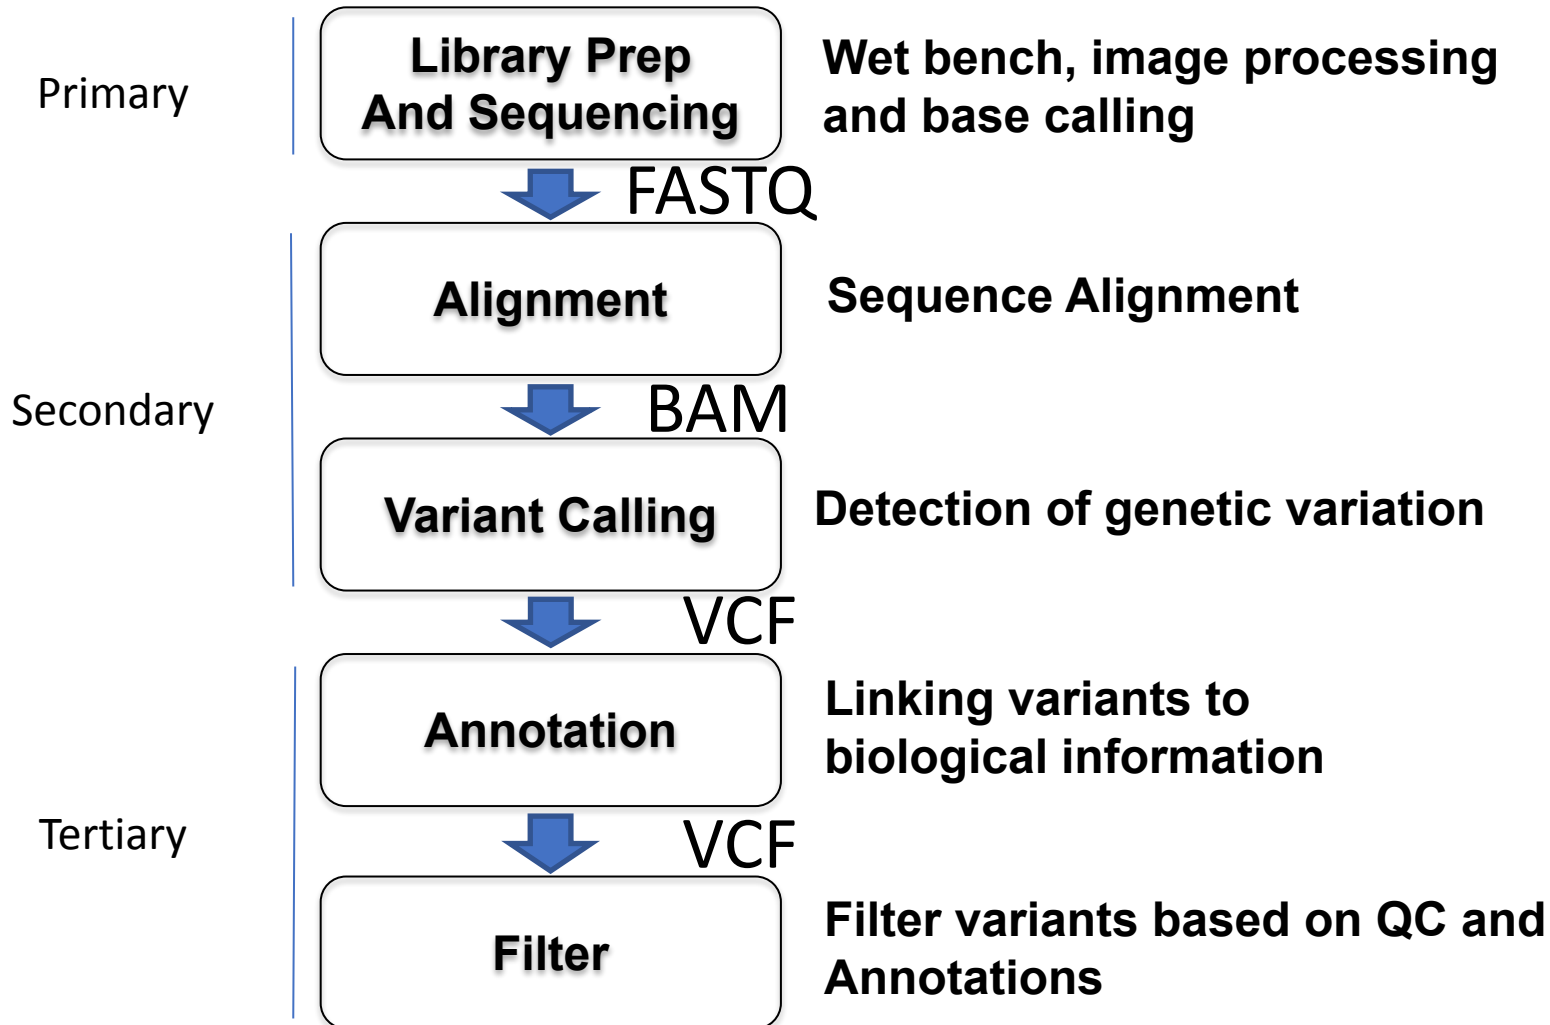 Primary
Library Prep
And Sequencing
Wet bench, image processing
and base calling
FASTQ
Alignment
Sequence Alignment
Secondary
BAM
Variant Calling
Detection of genetic variation
VCF
Annotation
Linking variants to
biological information
Tertiary
VCF
Filter
Filter variants based on QC and
Annotations